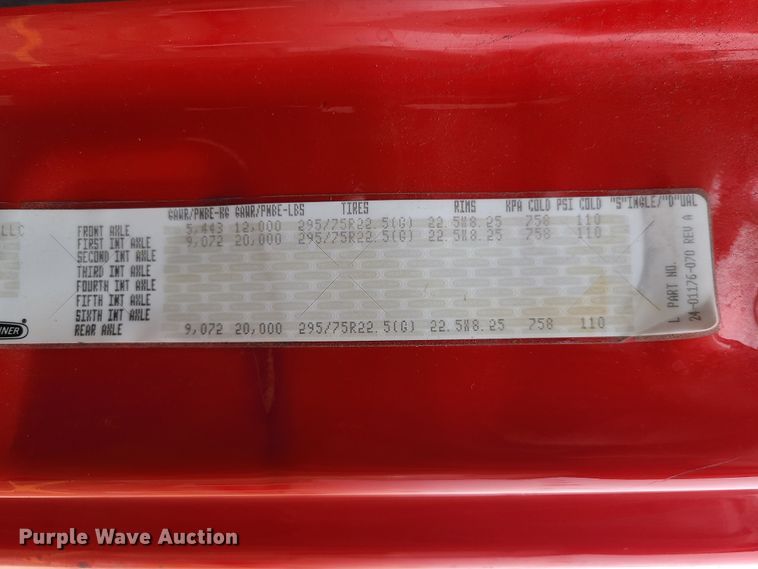 GAWR/PNBE-KG GAWR/PNBE-LBS TIRES RIMS KPA COLD PSI COLD "S"INGLE/"D"UAL
LLC
FRONT AXLE 5,443 12,000 295/75R22.5(G) 22.5X8.25 758 110
FIRST INT AXLE 9,072 20,000 295/75R22.5(G) 22.5X8.25 758 110
SECOND INT AXLE
THIRD INT AXLE
FOURTH INT AXLE
FIFTH INT AXLE
SIXTH INT AXLE
REAR AXLE 9,072 20,000 295/75R22.5(G) 22.5X8.25 758 110
INER
L PART NO.
24-01176-070 REV A
Purple Wave Auction